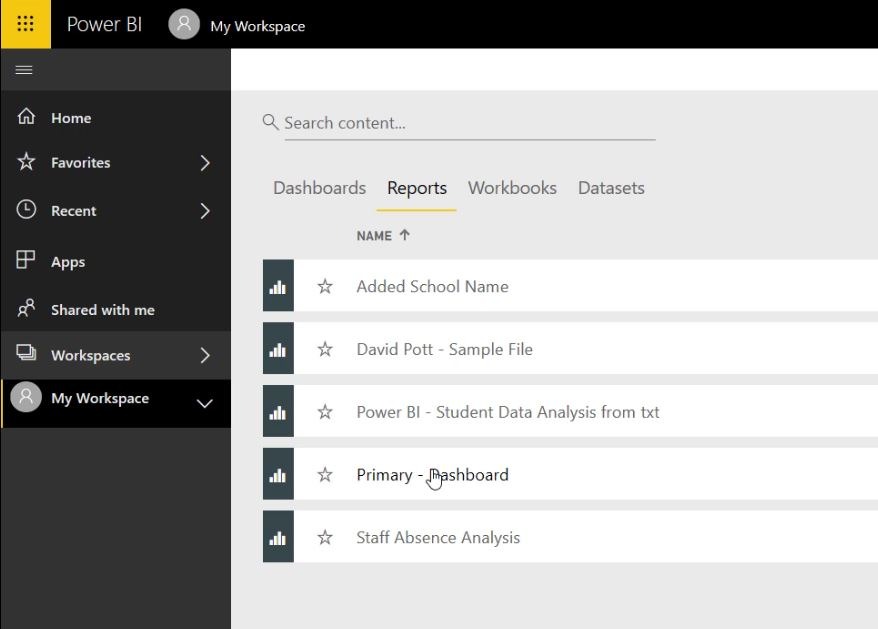 Power BI My Workspace
Home
Favorites
Recent
Apps
Shared with me
Workspaces
My Workspace
Search content...
Dashboards Reports Workbooks Datasets
NAME ↑
Added School Name
David Pott - Sample File
Power BI - Student Data Analysis from txt
Primary - Dashboard
Staff Absence Analysis